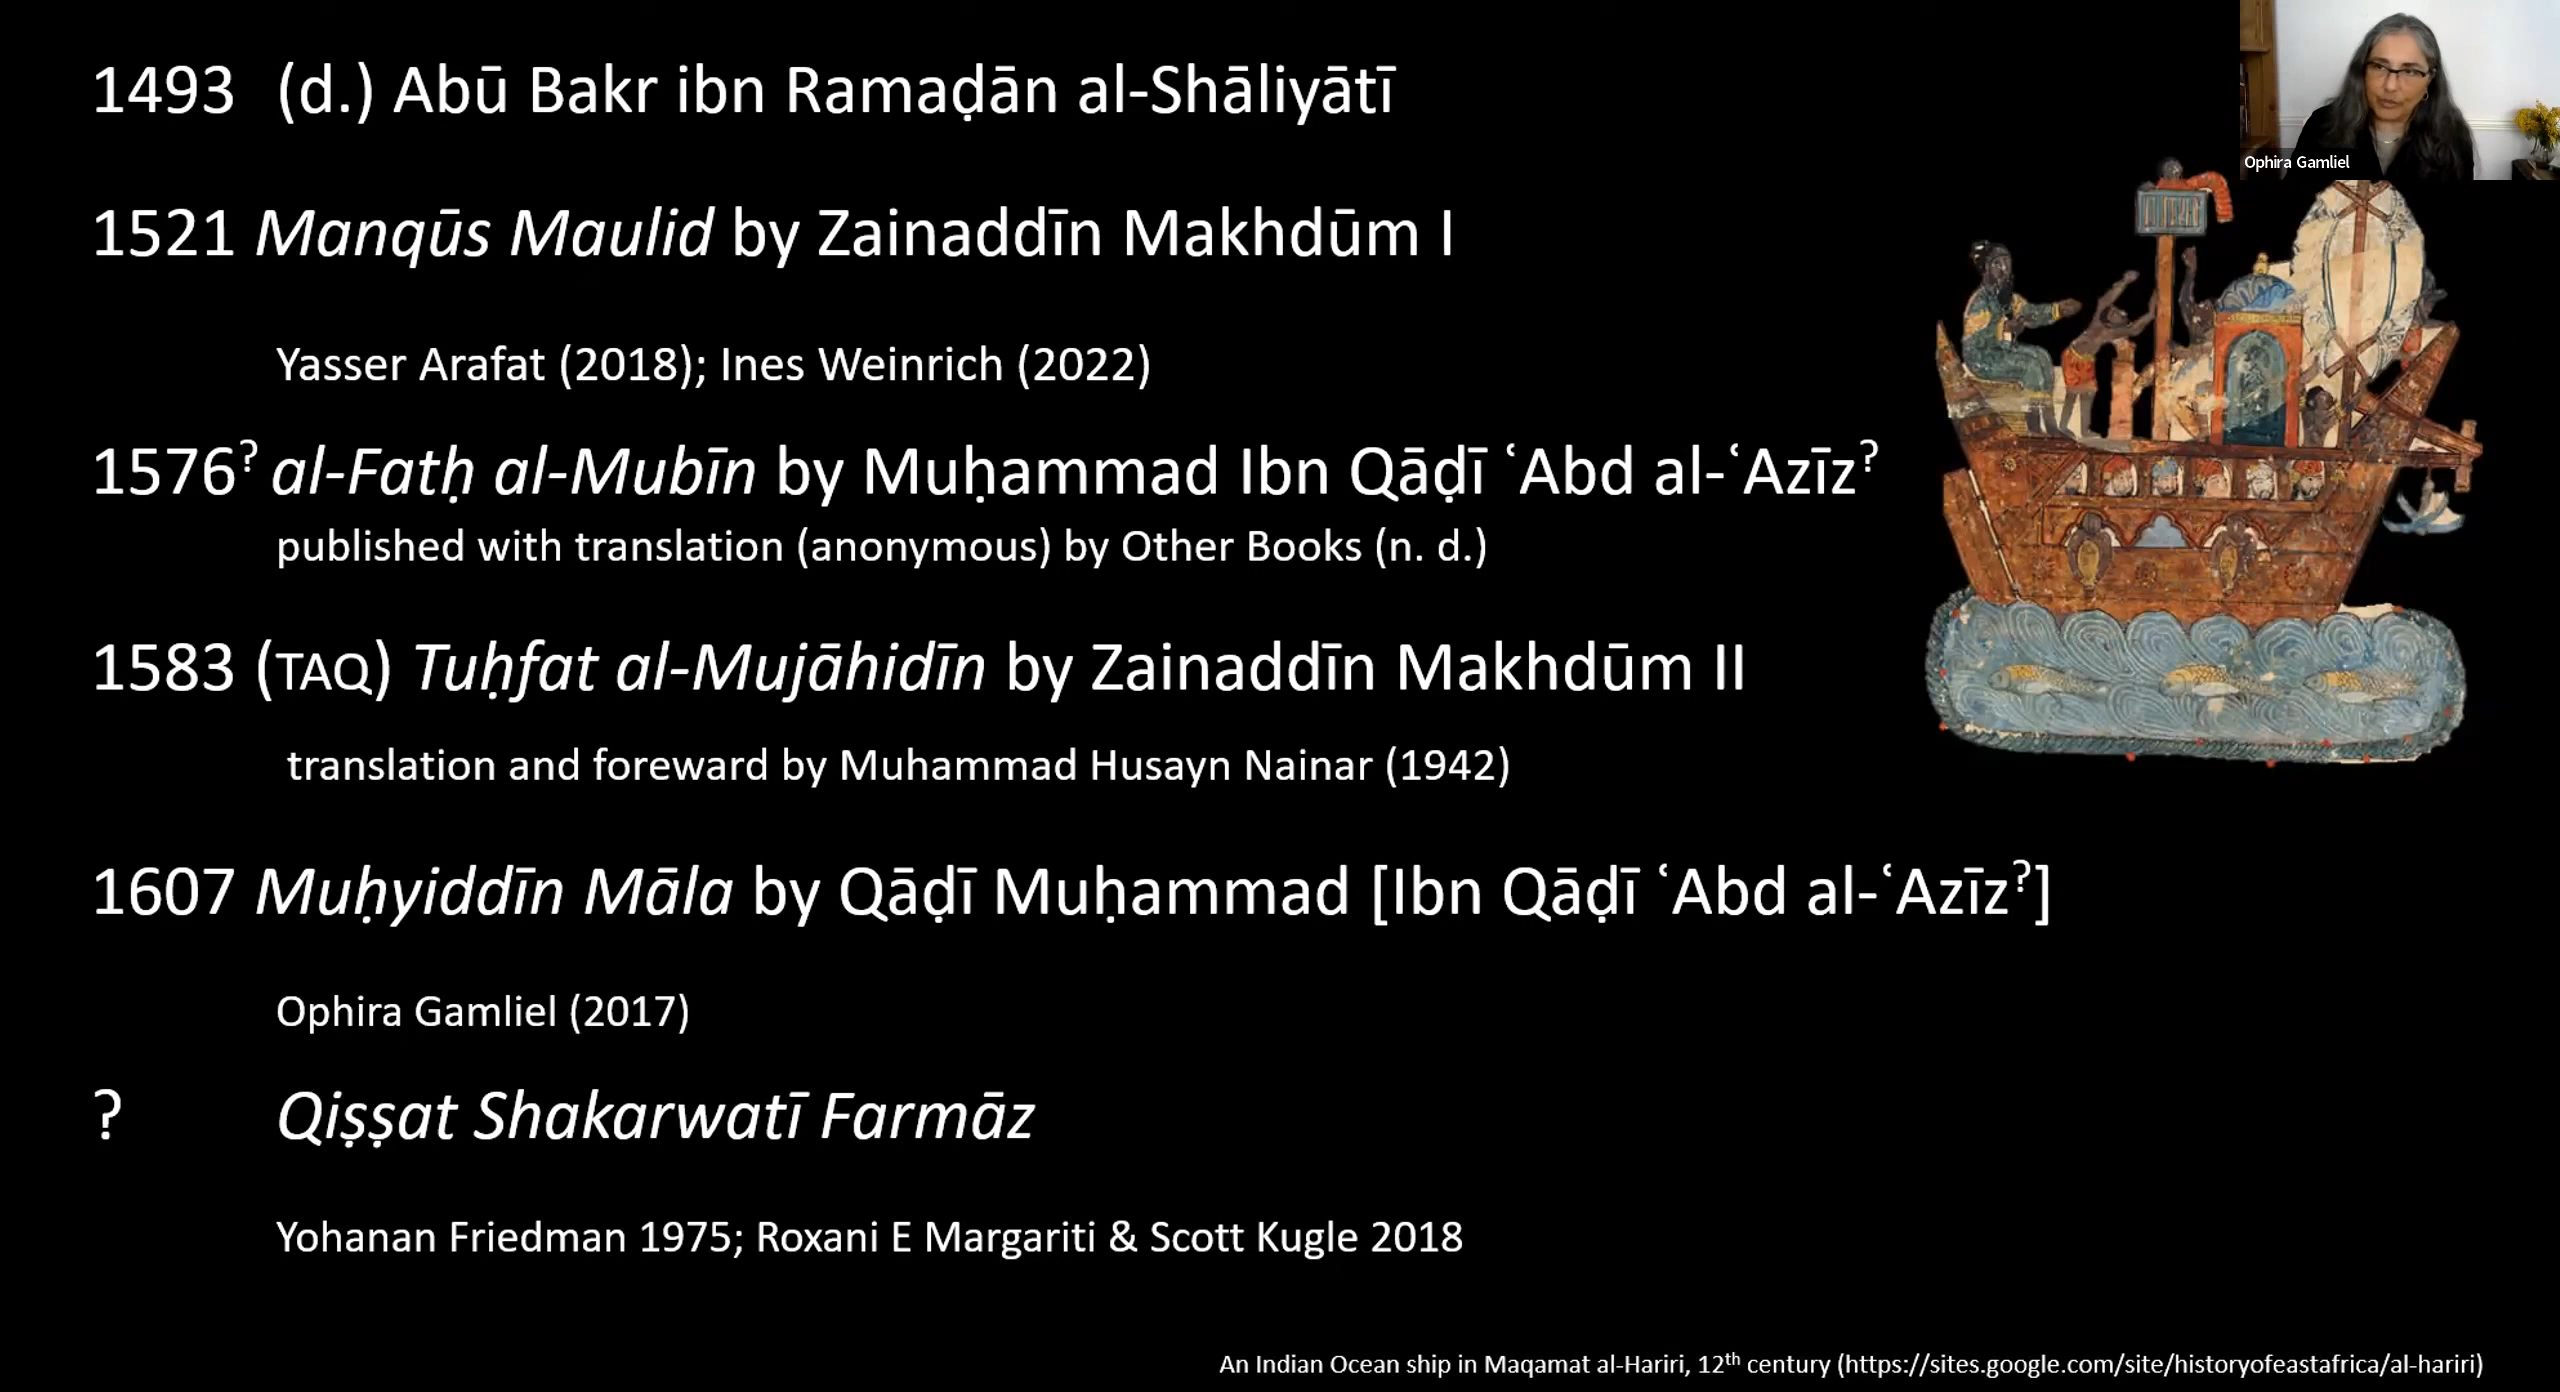 1493 (d.) Abū Bakr ibn Ramaḍān al-Shāliyātī
Ophira Gamliel
1521 Manqūs Maulid by Zainaddīn Makhdūm I
Yasser Arafat (2018); Ines Weinrich (2022)
1576? al-Fatḥ al-Mubīn by Muḥammad Ibn Qāḍī ʿAbd al-ʿAzīz?
published with translation (anonymous) by Other Books (n. d.)
1583 (TAQ) Tuḥfat al-Mujāhidīn by Zainaddīn Makhdūm II
translation and foreward by Muhammad Husayn Nainar (1942)
1607 Muḥyiddīn Māla by Qāḍī Muḥammad [Ibn Qāḍī ʿAbd al-ʿAzīz?]
Ophira Gamliel (2017)
? Qiṣṣat Shakarwatī Farmāz
Yohanan Friedman 1975; Roxani E Margariti & Scott Kugle 2018
An Indian Ocean ship in Maqamat al-Hariri, 12th century (https://sites.google.com/site/historyofeastafrica/al-hariri)